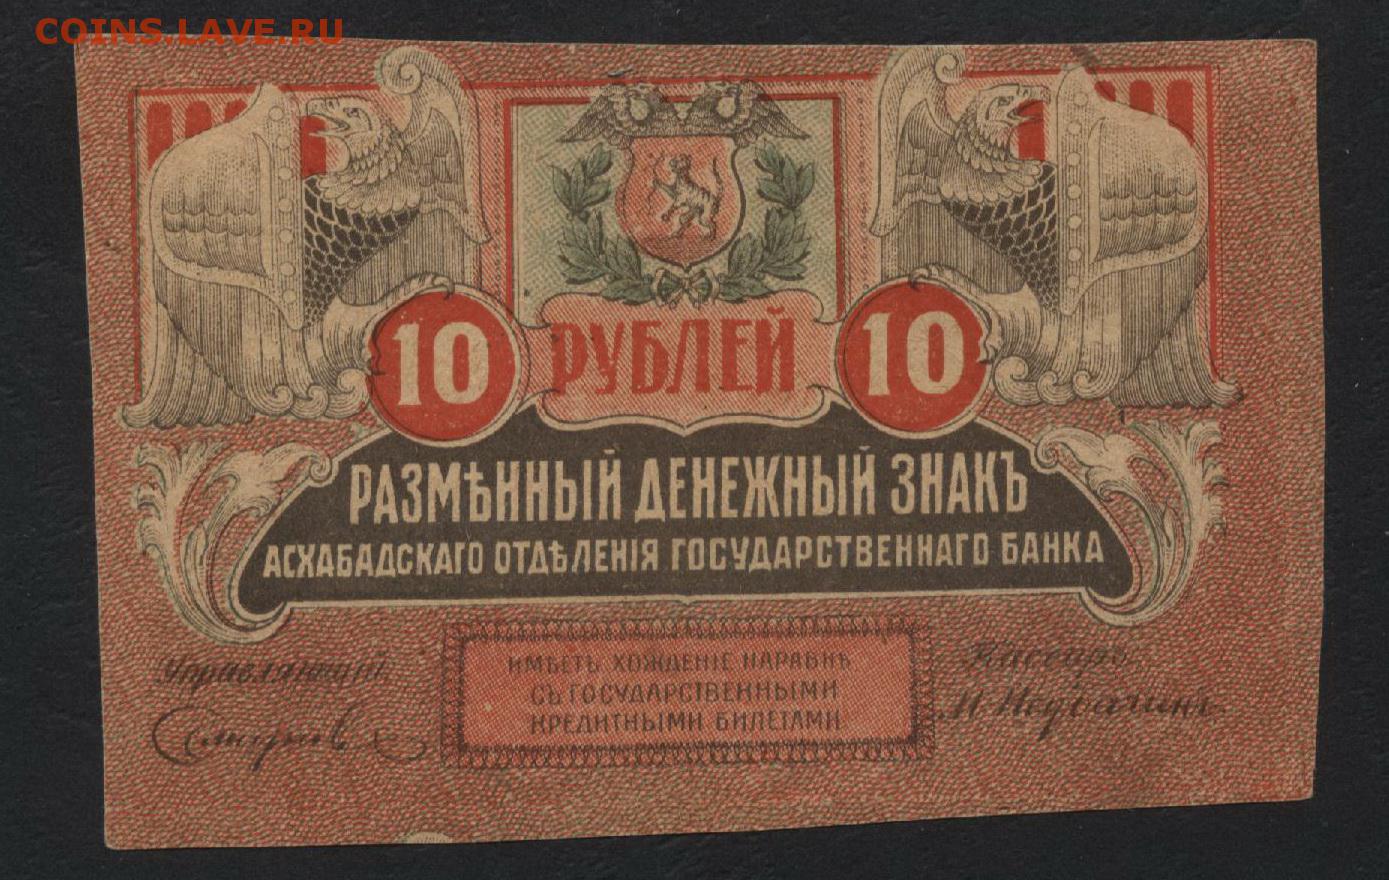 COINS.LAVE.RU
10 РУБЛЕЙ 10
РАЗМѢННЫЙ ДЕНЕЖНЫЙ ЗНАКЪ
АСХАБАДСКАГО ОТДѢЛЕНІЯ ГОСУДАРСТВЕННАГО БАНКА
Управляющій
Кассиръ
ИМѢЕТЪ ХОЖДЕНІЕ НАРАВНѢ
СЪ ГОСУДАРСТВЕННЫМИ
КРЕДИТНЫМИ БИЛЕТАМИ